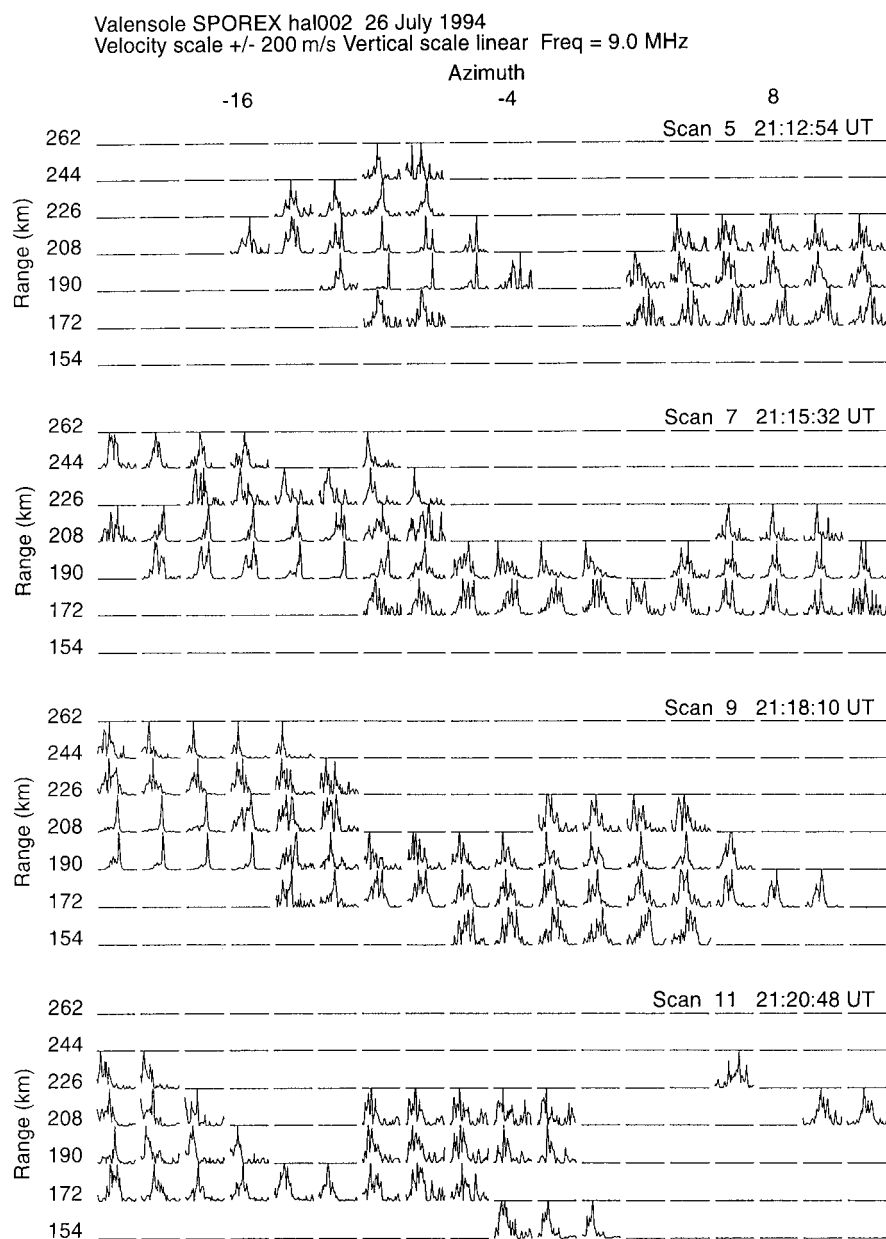 Valensole SPOREX hal002 26 July 1994
Velocity scale +/- 200 m/s Vertical scale linear Freq = 9.0 MHz
Azimuth
-16 -4 8
Scan 5 21:12:54 UT
262
244
226
208
190
172
154
Range (km)
Scan 7 21:15:32 UT
262
244
226
208
190
172
154
Range (km)
Scan 9 21:18:10 UT
262
244
226
208
190
172
154
Range (km)
Scan 11 21:20:48 UT
262
244
226
208
190
172
154
Range (km)